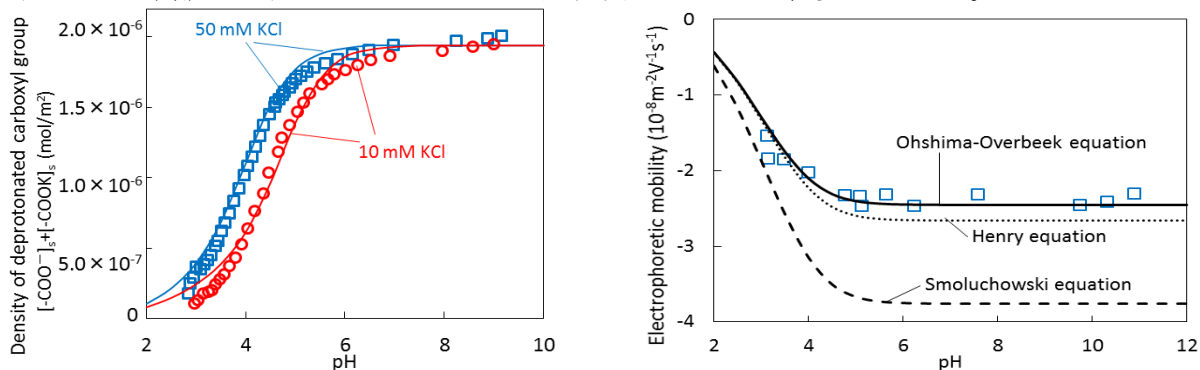 Density of deprotonated carboxyl group
[-COO⁻]ₛ+[-COOK]ₛ (mol/m²)
2.0 × 10⁻⁶
1.5 × 10⁻⁶
1.0 × 10⁻⁶
5.0 × 10⁻⁷
0
50 mM KCl
10 mM KCl
2
4
6
8
10
pH
Electrophoretic mobility (10⁻⁸m⁻²V⁻¹s⁻¹)
0
-1
-2
-3
-4
Ohshima-Overbeek equation
Henry equation
Smoluchowski equation
2
4
6
8
10
12
pH